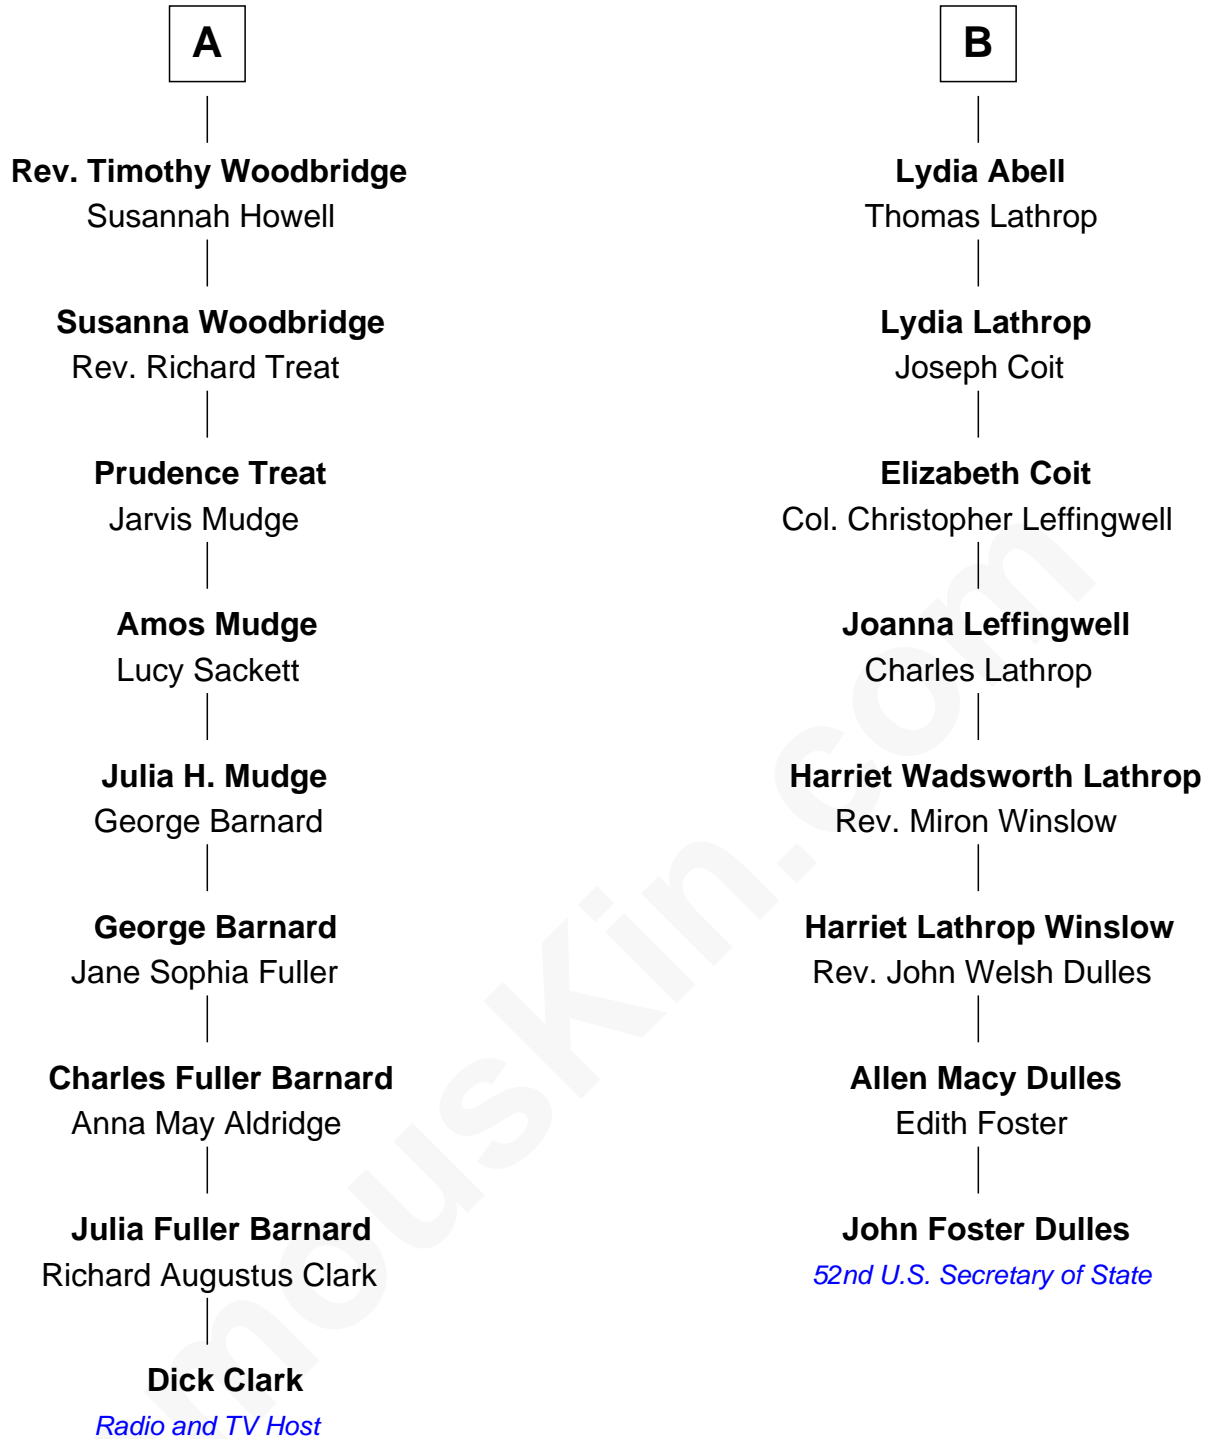 A
Rev. Timothy Woodbridge
Susannah Howell
Susanna Woodbridge
Rev. Richard Treat
Prudence Treat
Jarvis Mudge
Amos Mudge
Lucy Sackett
Julia H. Mudge
George Barnard
George Barnard
Jane Sophia Fuller
Charles Fuller Barnard
Anna May Aldridge
Julia Fuller Barnard
Richard Augustus Clark
Dick Clark
Radio and TV Host
B
Lydia Abell
Thomas Lathrop
Lydia Lathrop
Joseph Coit
Elizabeth Coit
Col. Christopher Leffingwell
Joanna Leffingwell
Charles Lathrop
Harriet Wadsworth Lathrop
Rev. Miron Winslow
Harriet Lathrop Winslow
Rev. John Welsh Dulles
Allen Macy Dulles
Edith Foster
John Foster Dulles
52nd U.S. Secretary of State
mousKin.com